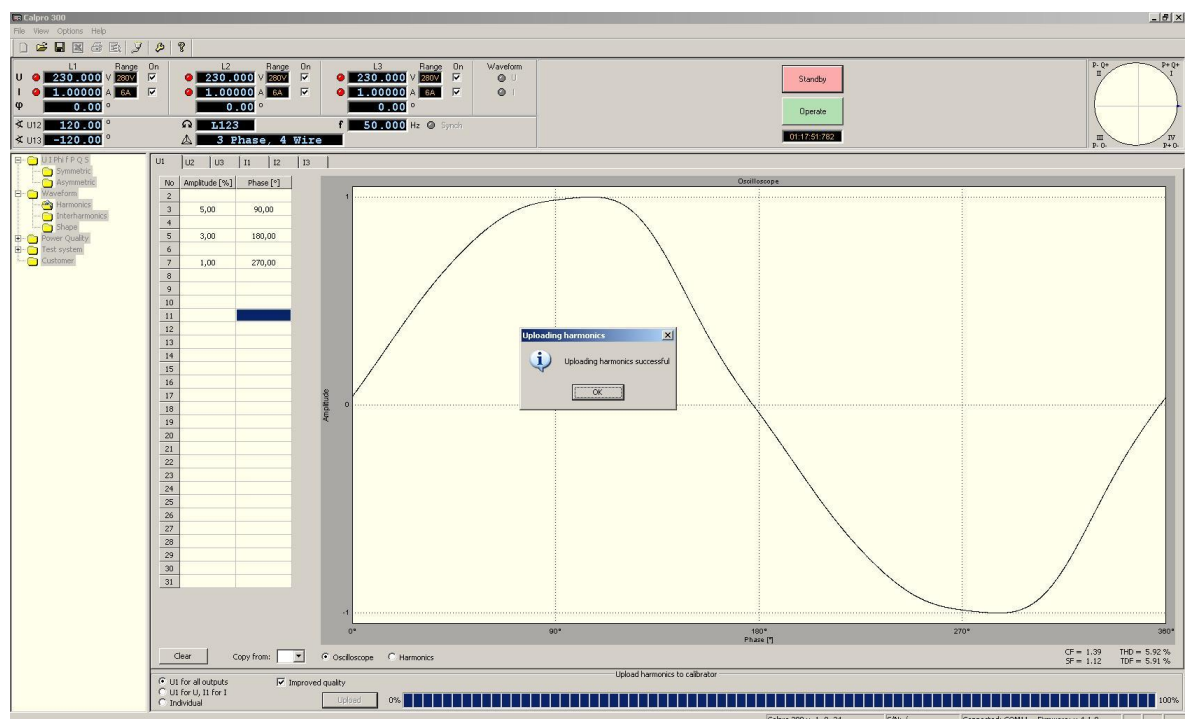 Calpro 300
File View Options Help
L1 Range On L2 Range On L3 Range On Waveform
U 230.000 V 280V 230.000 V 280V 230.000 V 280V U
I 1.00000 A 6A 1.00000 A 6A 1.00000 A 6A I
φ 0.00 ° 0.00 ° 0.00 °
∢ U12 120.00 ° L123 f 50.000 Hz Synch
∢ U13 -120.00 ° 3 Phase, 4 Wire
Standby
Operate
01:17:51:782
P- Q+ P+ Q+
II I
III IV
P- Q- P+ Q-
U I Phi f P Q S
Symmetric
Asymmetric
Waveform
Harmonics
Interharmonics
Shape
Power Quality
Test system
Customer
U1 U2 U3 I1 I2 I3
No Amplitude [%] Phase [°]
2
3 5,00 90,00
4
5 3,00 180,00
6
7 1,00 270,00
8
9
10
11
12
13
14
15
16
17
18
19
20
21
22
23
24
25
26
27
28
29
30
31
Oscilloscope
1
Amplitude
0
-1
0° 90° 180° 270° 360°
Phase [°]
Uploading harmonics
Uploading harmonics successful
OK
Clear Copy from: Oscilloscope Harmonics
CF = 1.39 THD = 5.92 %
SF = 1.12 TDF = 5.91 %
Upload harmonics to calibrator
U1 for all outputs
U1 for U, I1 for I
Individual
Improved quality
Upload 0% 100%